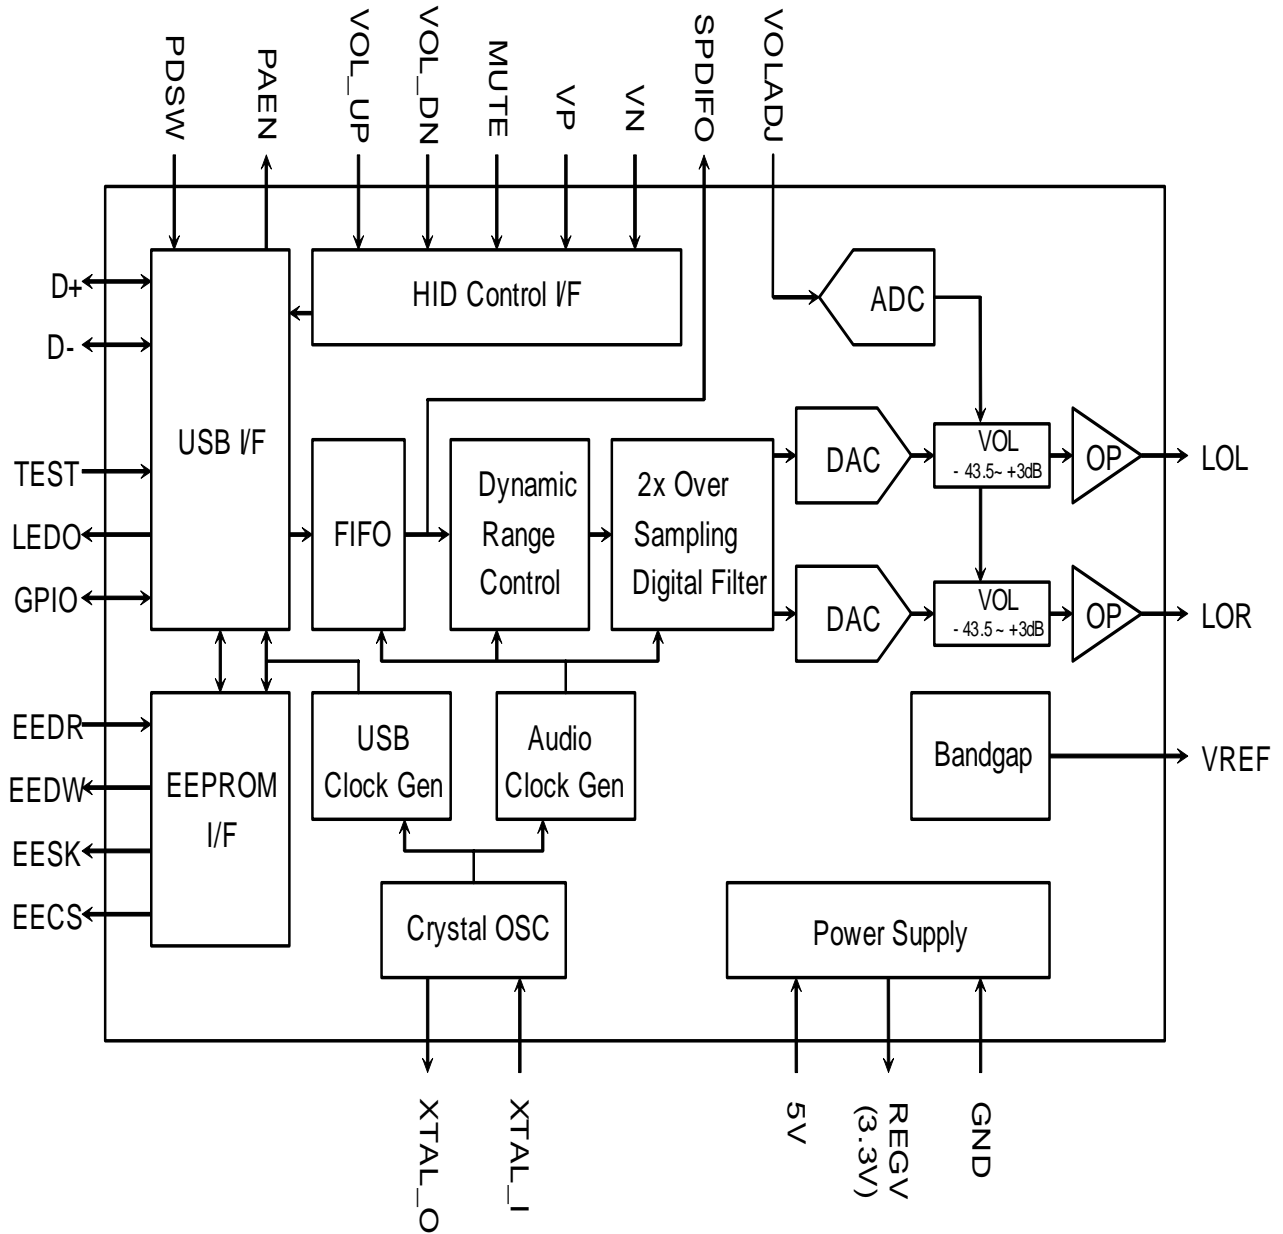 PDSW
PAEN
VOL_UP
VOL_DN
MUTE
VP
VN
SPDIFO
VOLADJ
D+
D-
TEST
LEDO
GPIO
EEDR
EEDW
EESK
EECS
USB I/F
HID Control I/F
ADC
FIFO
Dynamic
Range
Control
2x Over
Sampling
Digital Filter
DAC
VOL
- 43.5~ +3dB
OP
LOL
DAC
VOL
- 43.5 ~ +3dB
OP
LOR
EEPROM
I/F
USB
Clock Gen
Audio
Clock Gen
Bandgap
VREF
Crystal OSC
Power Supply
XTAL_O
XTAL_I
5V
REGV
(3.3V)
GND